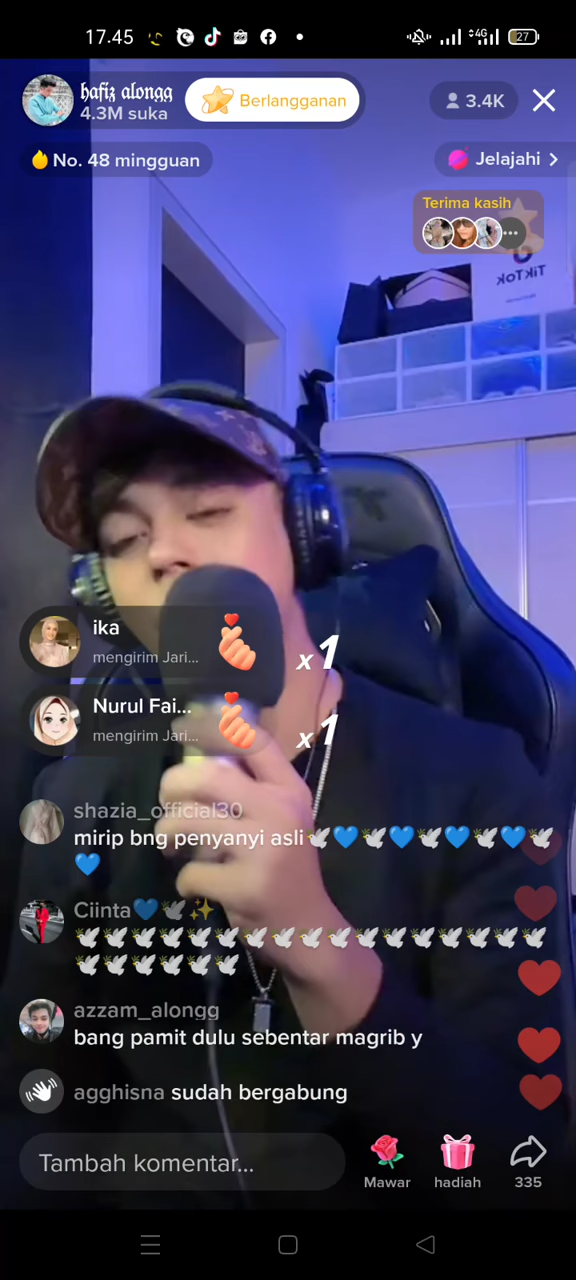 17.45
4G
27
hafiz alongg
4.3M suka
Berlangganan
3.4K
No. 48 mingguan
Jelajahi
Terima kasih
TikTok
ika
mengirim Jari...
x1
Nurul Fai...
mengirim Jari...
x1
shazia_official30
mirip bng penyanyi asli🕊️💙🕊️💙🕊️💙🕊️💙🕊️
💙
Ciinta💙🕊️✨
🕊️🕊️🕊️🕊️🕊️🕊️🕊️🕊️🕊️🕊️🕊️🕊️🕊️🕊️🕊️🕊️🕊️
🕊️🕊️🕊️🕊️🕊️🕊️
azzam_alongg
bang pamit dulu sebentar magrib y
agghisna sudah bergabung
Tambah komentar...
Mawar
hadiah
335